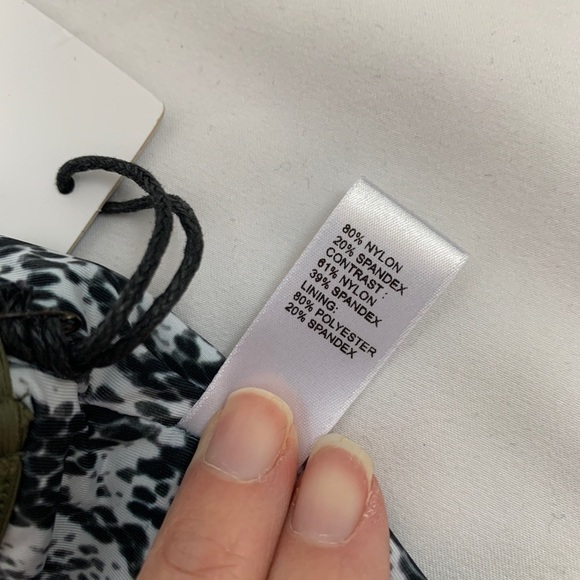 80% NYLON
20% SPANDEX
CONTRAST:
61% NYLON
39% SPANDEX
LINING:
80% POLYESTER
20% SPANDEX